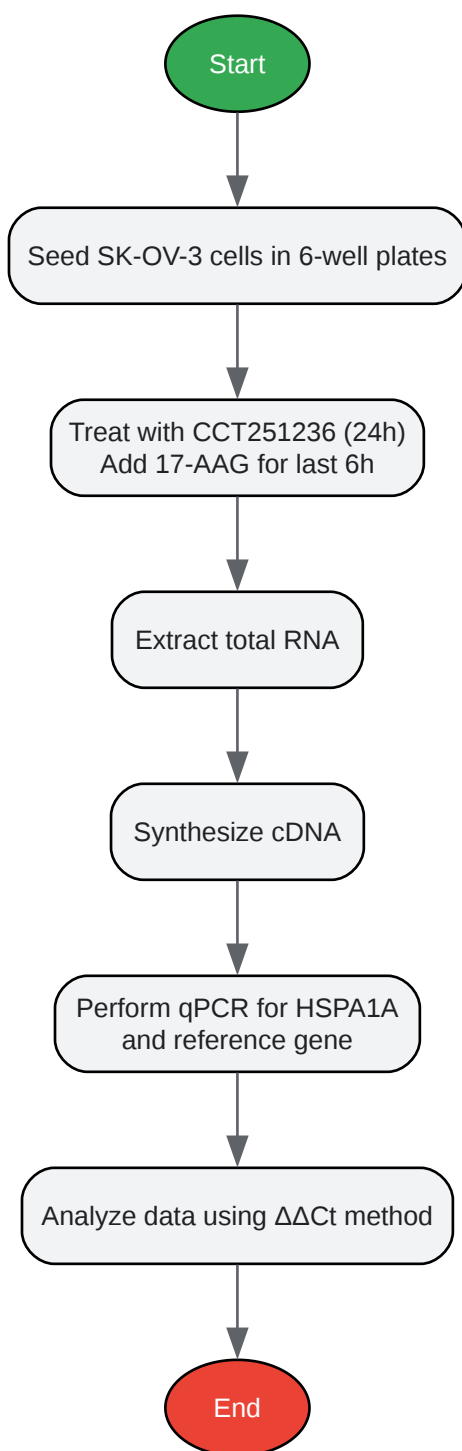 Start
Seed SK-OV-3 cells in 6-well plates
Treat with CCT251236 (24h)
Add 17-AAG for last 6h
Extract total RNA
Synthesize cDNA
Perform qPCR for HSPA1A
and reference gene
Analyze data using ΔΔCt method
End